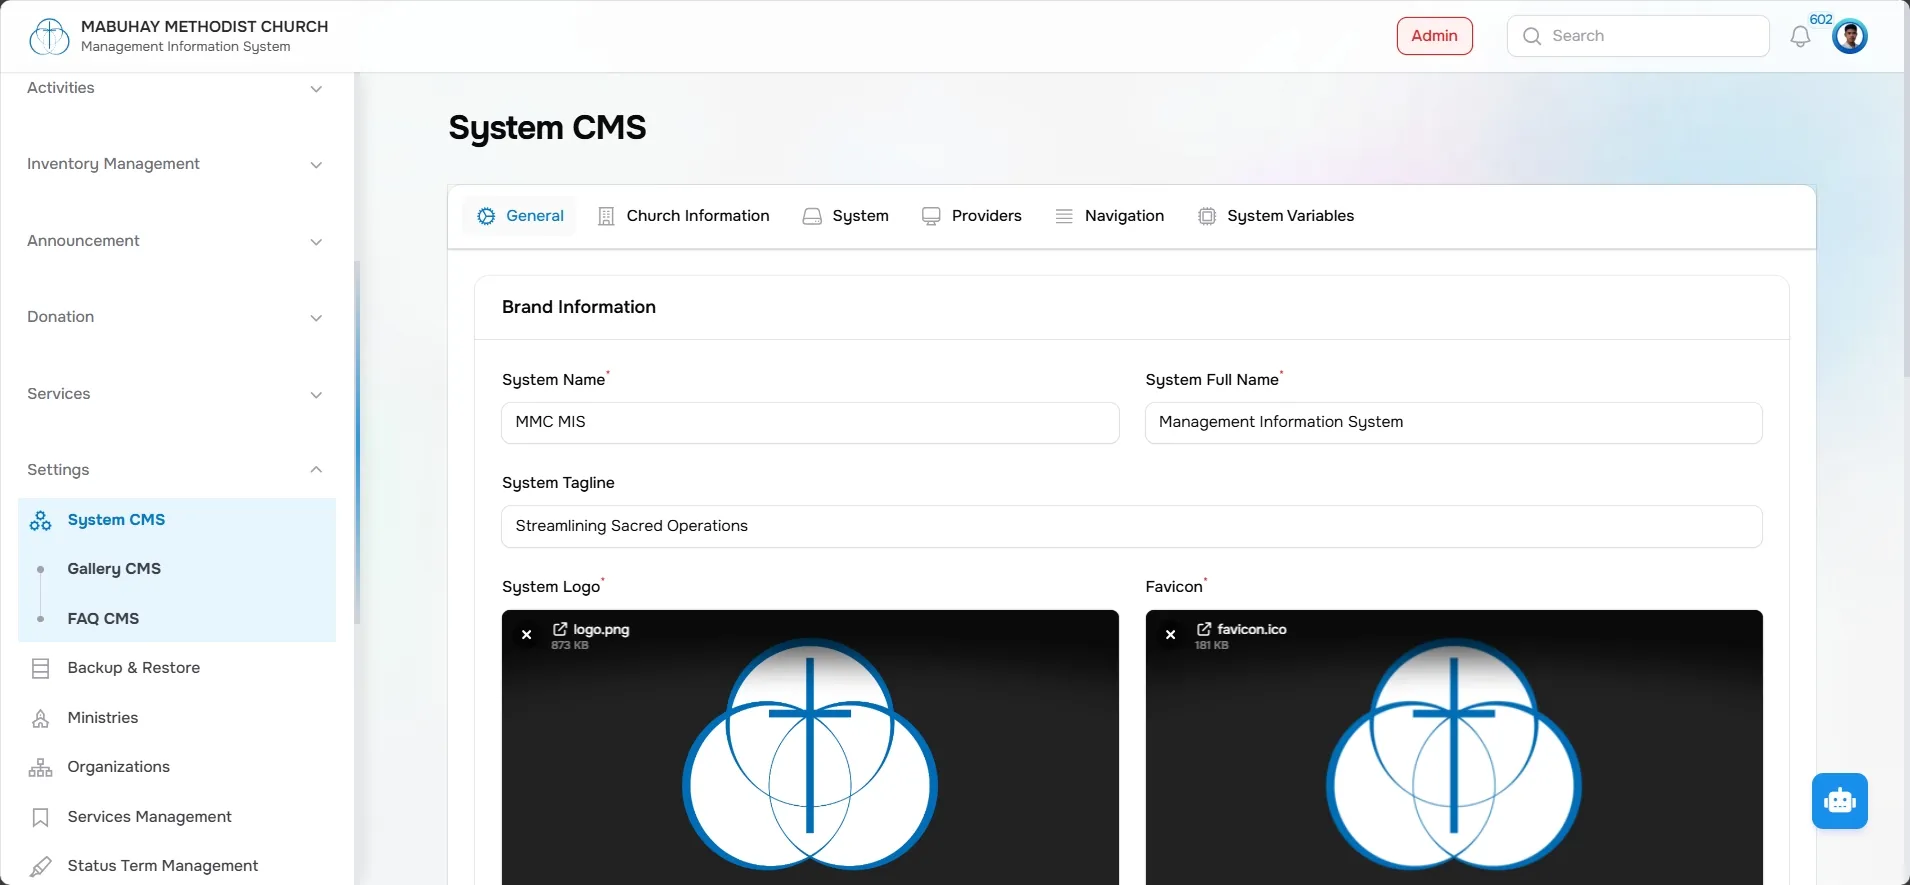 MABUHAY METHODIST CHURCH
Management Information System
Admin
Search
602
Activities
Inventory Management
Announcement
Donation
Services
Settings
System CMS
Gallery CMS
FAQ CMS
Backup & Restore
Ministries
Organizations
Services Management
Status Term Management
System CMS
General
Church Information
System
Providers
Navigation
System Variables
Brand Information
System Name*
System Full Name*
MMC MIS
Management Information System
System Tagline
Streamlining Sacred Operations
System Logo*
Favicon*
logo.png
873 KB
favicon.ico
181 KB